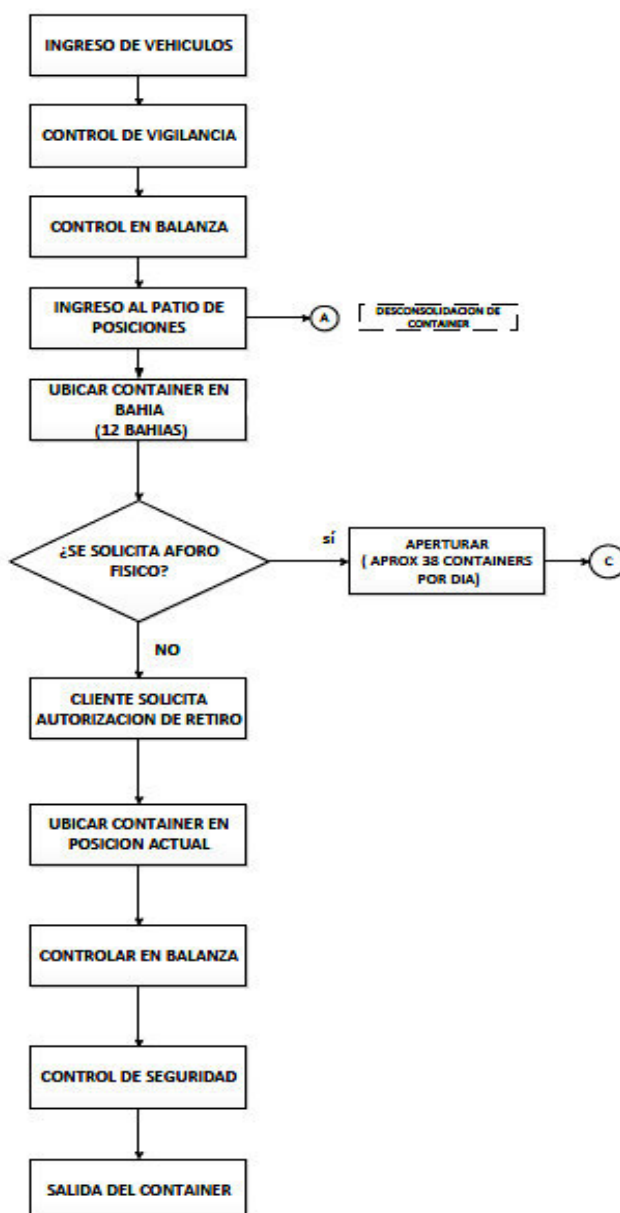 INGRESO DE VEHICULOS
CONTROL DE VIGILANCIA
CONTROL EN BALANZA
INGRESO AL PATIO DE
POSICIONES
A
DESCONSOLIDACION DE
CONTAINER
UBICAR CONTAINER EN
BAHIA
(12 BAHIAS)
¿SE SOLICITA AFORO
FISICO?
sí
APERTURAR
( APROX 38 CONTAINERS
POR DIA)
C
NO
CLIENTE SOLICITA
AUTORIZACION DE RETIRO
UBICAR CONTAINER EN
POSICION ACTUAL
CONTROLAR EN BALANZA
CONTROL DE SEGURIDAD
SALIDA DEL CONTAINER